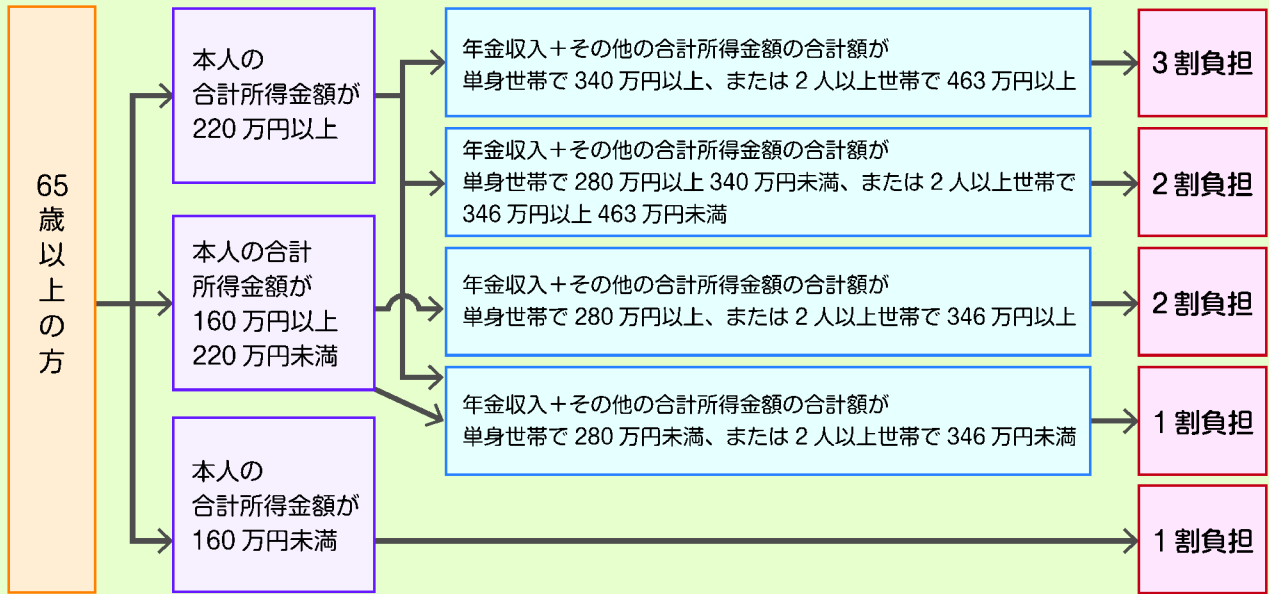 65歳以上の方
本人の
合計所得金額が
220万円以上
年金収入＋その他の合計所得金額の合計額が
単身世帯で340万円以上、または2人以上世帯で463万円以上
3割負担
年金収入＋その他の合計所得金額の合計額が
単身世帯で280万円以上340万円未満、または2人以上世帯で
346万円以上463万円未満
2割負担
本人の合計
所得金額が
160万円以上
220万円未満
年金収入＋その他の合計所得金額の合計額が
単身世帯で280万円以上、または2人以上世帯で346万円以上
2割負担
年金収入＋その他の合計所得金額の合計額が
単身世帯で280万円未満、または2人以上世帯で346万円未満
1割負担
本人の
合計所得金額が
160万円未満
1割負担